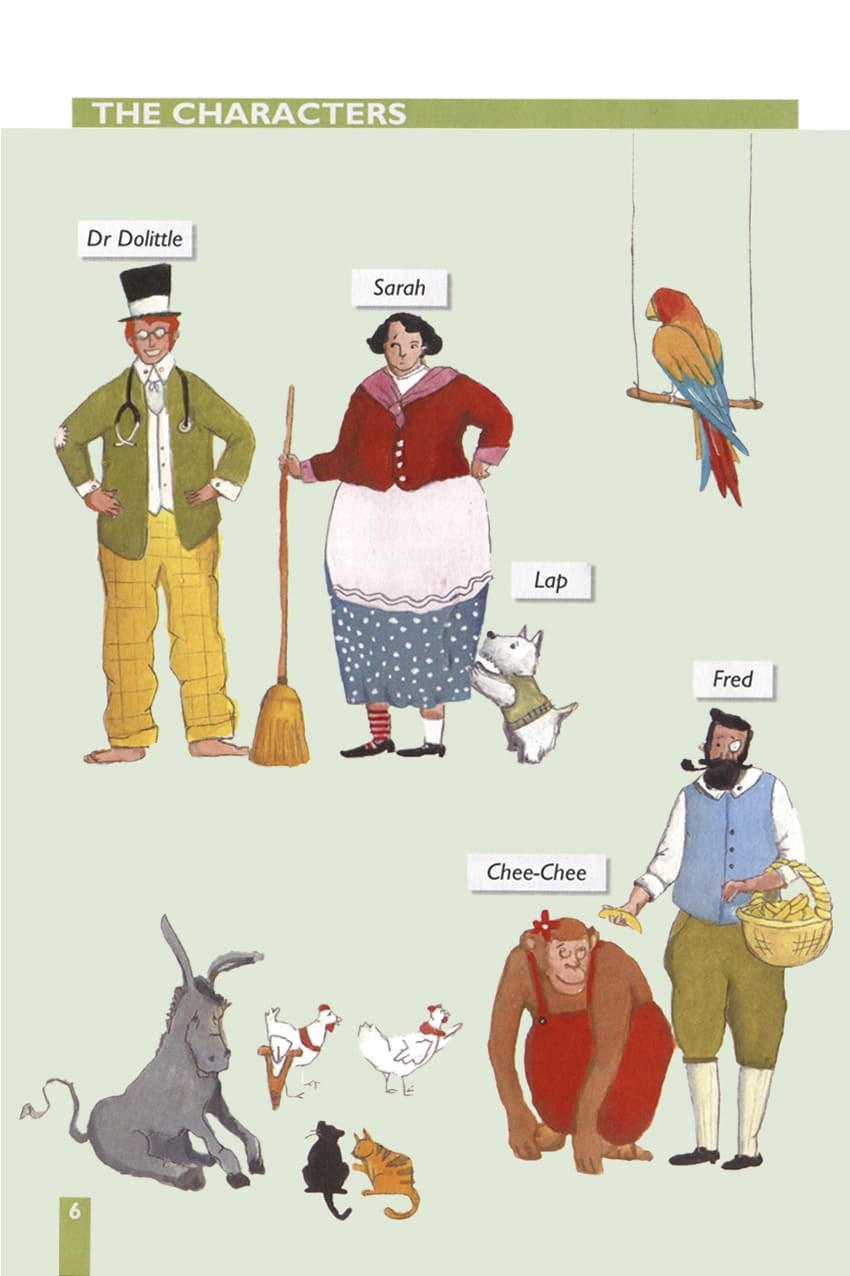 THE CHARACTERS
Dr Dolittle
Sarah
Lap
Fred
Chee-Chee
6